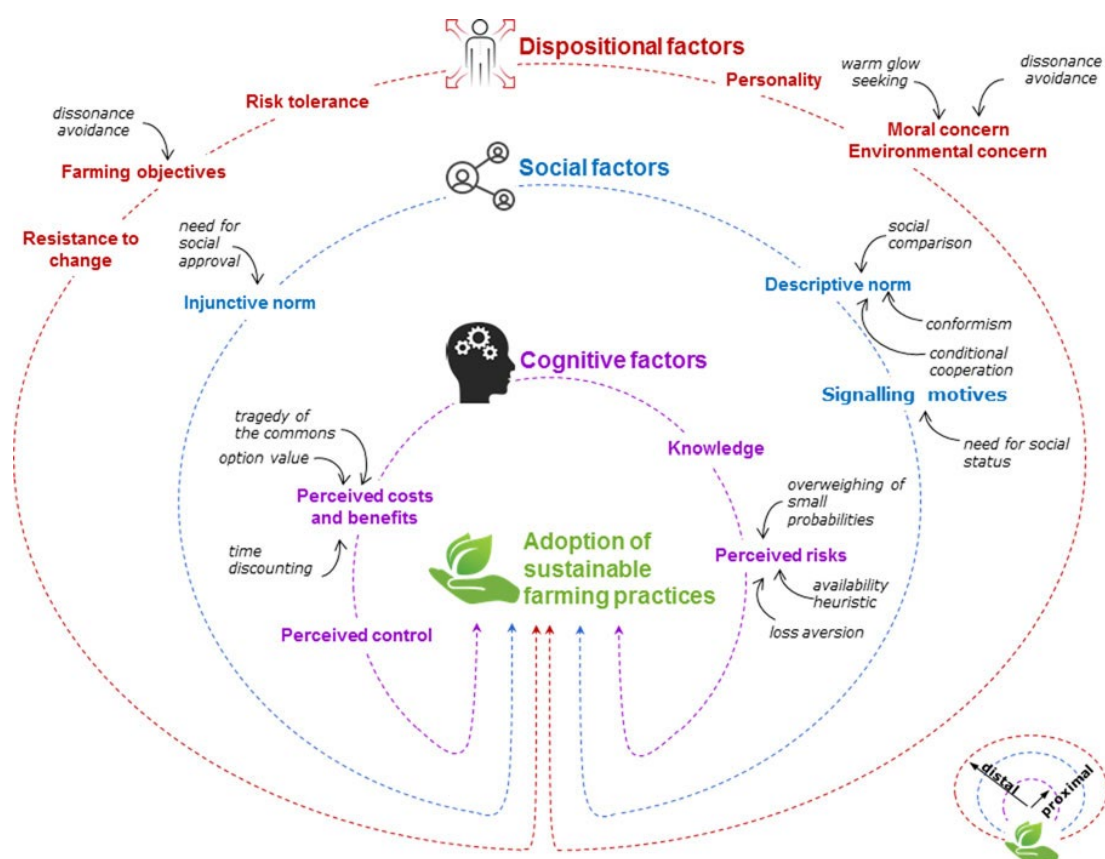 Dispositional factors
warm glow
seeking
dissonance
avoidance
Personality
Risk tolerance
dissonance
avoidance
Moral concern
Environmental concern
Farming objectives
Social factors
Resistance to
change
need for
social
approval
social
comparison
Injunctive norm
Descriptive norm
conformism
conditional
cooperation
Cognitive factors
Signalling motives
tragedy of
the commons
option value
Knowledge
need for social
status
Perceived costs
and benefits
overweighing of
small
probabilities
time
discounting
Adoption of
sustainable
farming practices
Perceived risks
availability
heuristic
loss aversion
Perceived control
distal
proximal